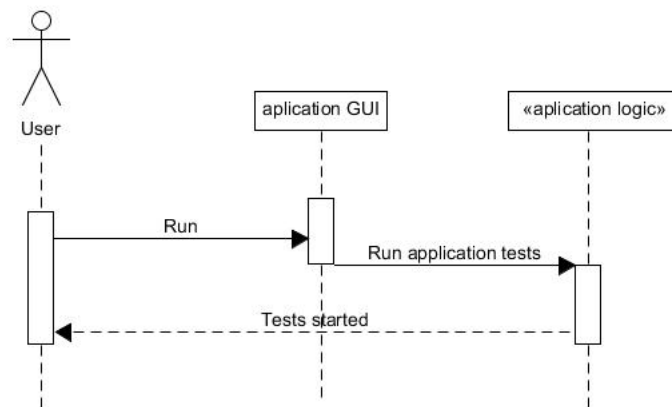 User
aplication GUI
«aplication logic»
Run
Run application tests
Tests started